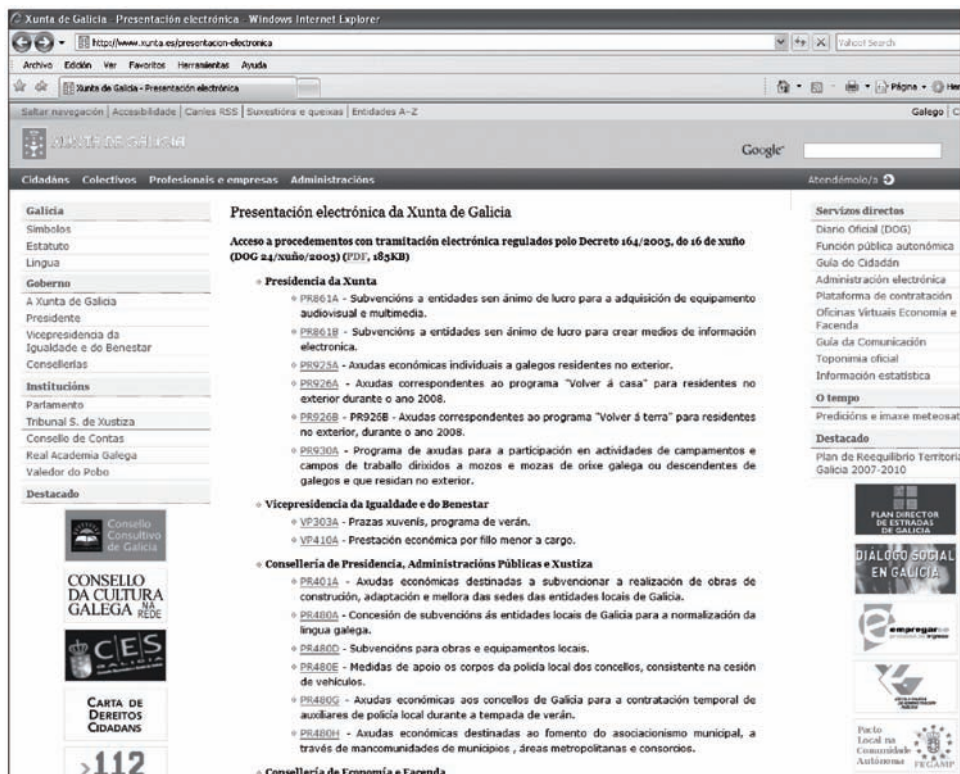 Xunta de Galicia - Presentación electrónica - Windows Internet Explorer
http://www.xunta.es/presentacion-electronica
Yahoo! Search
Archivo Edición Ver Favoritos Herramientas Ayuda
Xunta de Galicia - Presentación electrónica
Página
Saltar navegación | Accesibilidade | Canles RSS | Suxestións e queixas | Entidades A-Z
Galego
XUNTA DE GALICIA
Google
Cidadáns Colectivos Profesionais e empresas Administracións
Atendémolo/a
Galicia
Símbolos
Estatuto
Lingua
Goberno
A Xunta de Galicia
Presidente
Vicepresidencia da
Igualdade e do Benestar
Consellerías
Institucións
Parlamento
Tribunal S. de Xustiza
Consello de Contas
Real Academia Galega
Valedor do Pobo
Destacado
Consello
Consultivo
de Galicia
CONSELLO
DA CULTURA
GALEGA NA REDE
CES
GALICIA
CARTA DE
DEREITOS
CIDADANS
>112
Presentación electrónica da Xunta de Galicia
Acceso a procedementos con tramitación electrónica regulados polo Decreto 164/2005, do 16 de xuño
(DOG 24/xuño/2005) (PDF, 185KB)
Presidencia da Xunta
PR861A - Subvencións a entidades sen ánimo de lucro para a adquisición de equipamento
audiovisual e multimedia.
PR861B - Subvencións a entidades sen ánimo de lucro para crear medios de información
electronica.
PR925A - Axudas económicas individuais a galegos residentes no exterior.
PR926A - Axudas correspondentes ao programa "Volver á casa" para residentes no
exterior durante o ano 2008.
PR926B - PR926B - Axudas correspondentes ao programa "Volver á terra" para residentes
no exterior, durante o ano 2008.
PR930A - Programa de axudas para a participación en actividades de campamentos e
campos de traballo dirixidos a mozos e mozas de orixe galega ou descendentes de
galegos e que residan no exterior.
Vicepresidencia da Igualdade e do Benestar
VP303A - Prazas xuvenís, programa de verán.
VP410A - Prestación económica por fillo menor a cargo.
Consellería de Presidencia, Administracións Públicas e Xustiza
PR401A - Axudas económicas destinadas a subvencionar a realización de obras de
construción, adaptación e mellora das sedes das entidades locais de Galicia.
PR480A - Concesión de subvencións ás entidades locais de Galicia para a normalización da
lingua galega.
PR480D - Subvencións para obras e equipamentos locais.
PR480E - Medidas de apoio os corpos da policía local dos concellos, consistente na cesión
de vehículos.
PR480G - Axudas económicas aos concellos de Galicia para a contratación temporal de
auxiliares de policía local durante a tempada de verán.
PR480H - Axudas económicas destinadas ao fomento do asociacionismo municipal, a
través de mancomunidades de municipios , áreas metropolitanas e consorcios.
Consellería de Economía e Facenda
Servizos directos
Diario Oficial (DOG)
Función pública autonómica
Guía do Cidadán
Administración electrónica
Plataforma de contratación
Oficinas Virtuais Economía e
Facenda
Guía da Comunicación
Toponimia oficial
Información estatística
O tempo
Predicións e imaxe meteosat
Destacado
Plan de Reequilibrio
Galicia 2007-2010
PLAN DIRECTOR
DE ESTRADAS
DE GALICIA
DIÁLOGO SOCIAL
EN GALICIA
empregarse
Pacto
Local na
Comunidade
Autónoma
FEGAMP